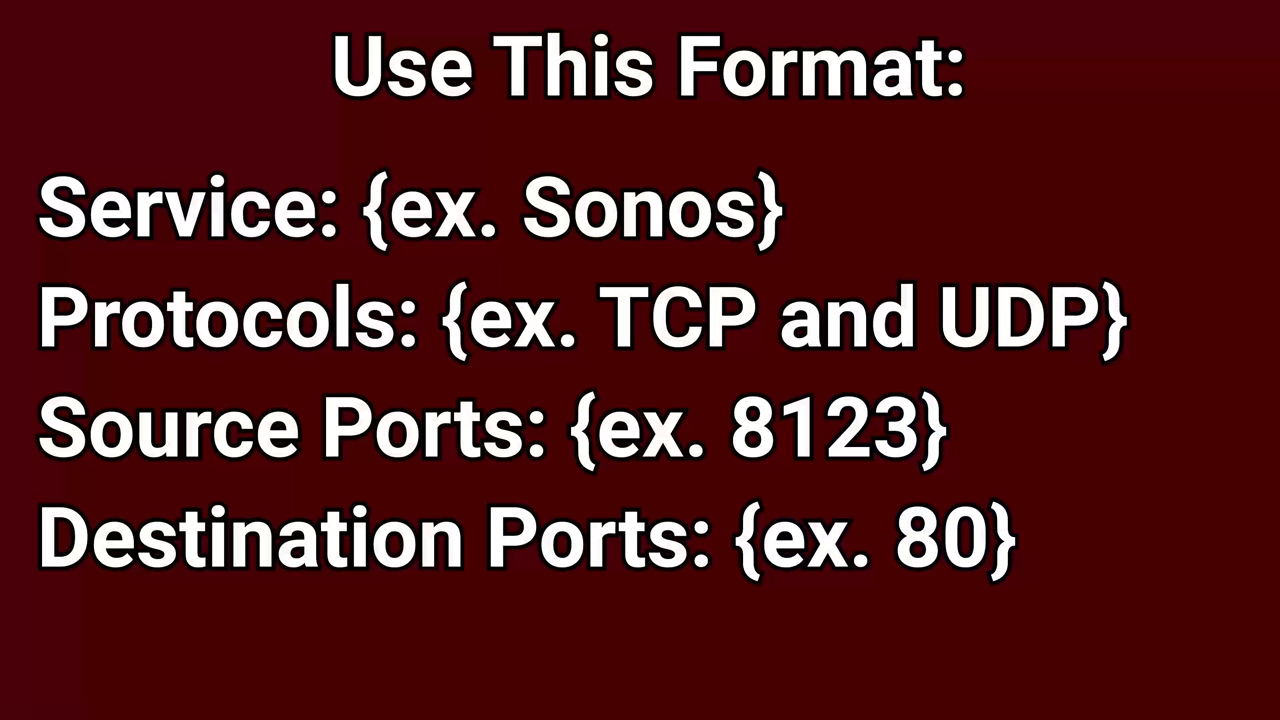 Use This Format:
Service: {ex. Sonos}
Protocols: {ex. TCP and UDP}
Source Ports: {ex. 8123}
Destination Ports: {ex. 80}